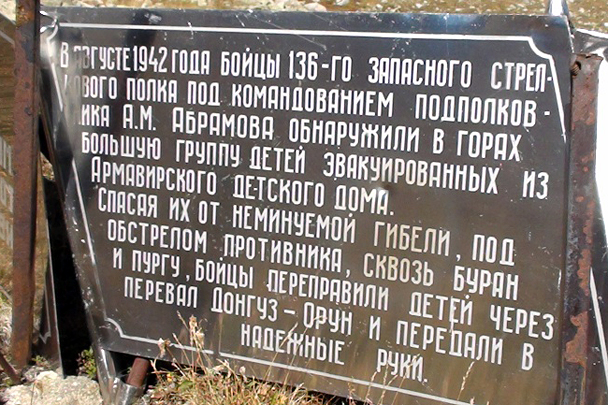 В АВГУСТЕ 1942 ГОДА БОЙЦЫ 136-ГО ЗАПАСНОГО СТРЕЛ-
КОВОГО ПОЛКА ПОД КОМАНДОВАНИЕМ ПОДПОЛКОВ-
НИКА А.М. АБРАМОВА ОБНАРУЖИЛИ В ГОРАХ
БОЛЬШУЮ ГРУППУ ДЕТЕЙ ЭВАКУИРОВАННЫХ ИЗ
АРМАВИРСКОГО ДЕТСКОГО ДОМА.
СПАСАЯ ИХ ОТ НЕМИНУЕМОЙ ГИБЕЛИ, ПОД
ОБСТРЕЛОМ ПРОТИВНИКА, СКВОЗЬ БУРАН
И ПУРГУ, БОЙЦЫ ПЕРЕПРАВИЛИ ДЕТЕЙ ЧЕРЕЗ
ПЕРЕВАЛ ДОНГУЗ-ОРУН И ПЕРЕДАЛИ В
НАДЕЖНЫЕ РУКИ.